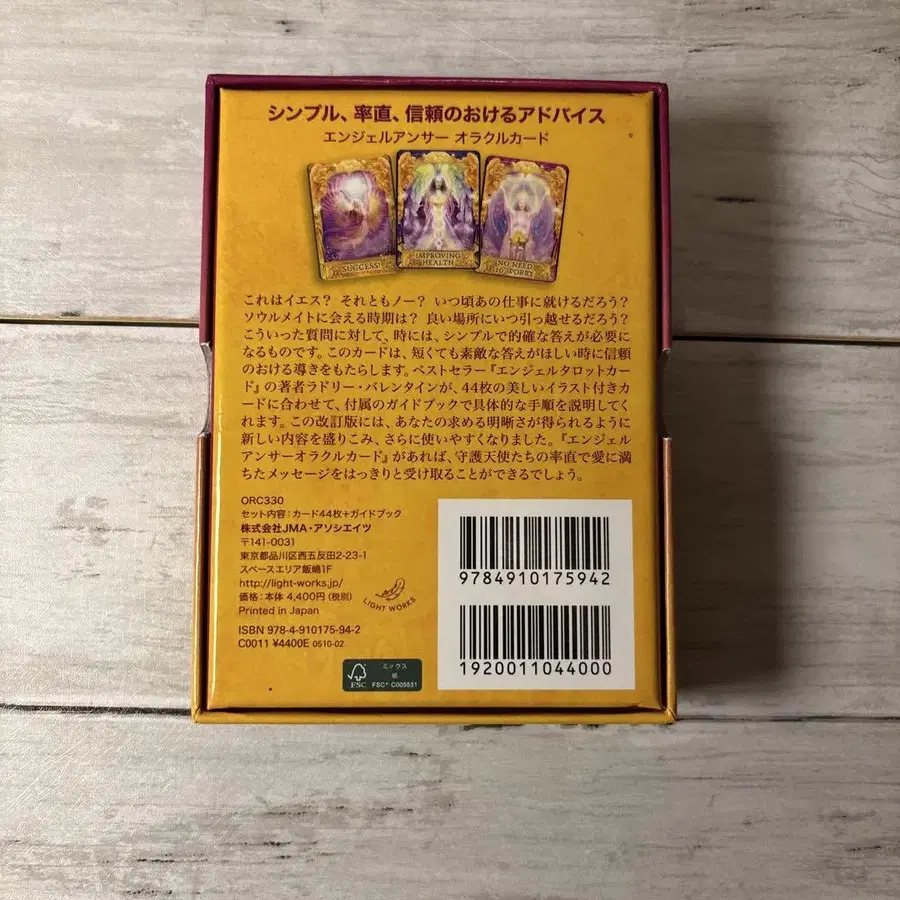 シンプル、率直、信頼のおけるアドバイス
エンジェルアンサー オラクルカード
SUCCESS!
IMPROVING
HEALTH
NO NEED
TO WORRY
これはイエス？ それともノー？ いつ頃あの仕事に就けるだろう？
ソウルメイトに会える時期は？ 良い場所にいつ引っ越せるだろう？
こういった質問に対して、時には、シンプルで的確な答えが必要に
なるものです。このカードは、短くても素敵な答えがほしい時に信頼
のおける導きをもたらします。ベストセラー『エンジェルタロットカー
ド』の著者ラドリー・バレンタインが、44枚の美しいイラスト付きカ
ードに合わせて、付属のガイドブックで具体的な手順を説明してく
れます。この改訂版には、あなたの求める明晰さが得られるように
新しい内容を盛りこみ、さらに使いやすくなりました。『エンジェル
アンサーオラクルカード』があれば、守護天使たちの率直で愛に満
ちたメッセージをはっきりと受け取ることができるでしょう。
ORC330
セット内容：カード44枚+ガイドブック
株式会社JMA・アソシエイツ
〒141-0031
東京都品川区西五反田2-23-1
スペースエリア飯嶋1F
http://light-works.jp/
価格：本体 4,400円（税別）
Printed in Japan
LIGHT WORKS
ISBN 978-4-910175-94-2
C0011 ¥4400E 0510-02
FSC
ミックス
紙
FSC® C005631
9784910175942
1920011044000